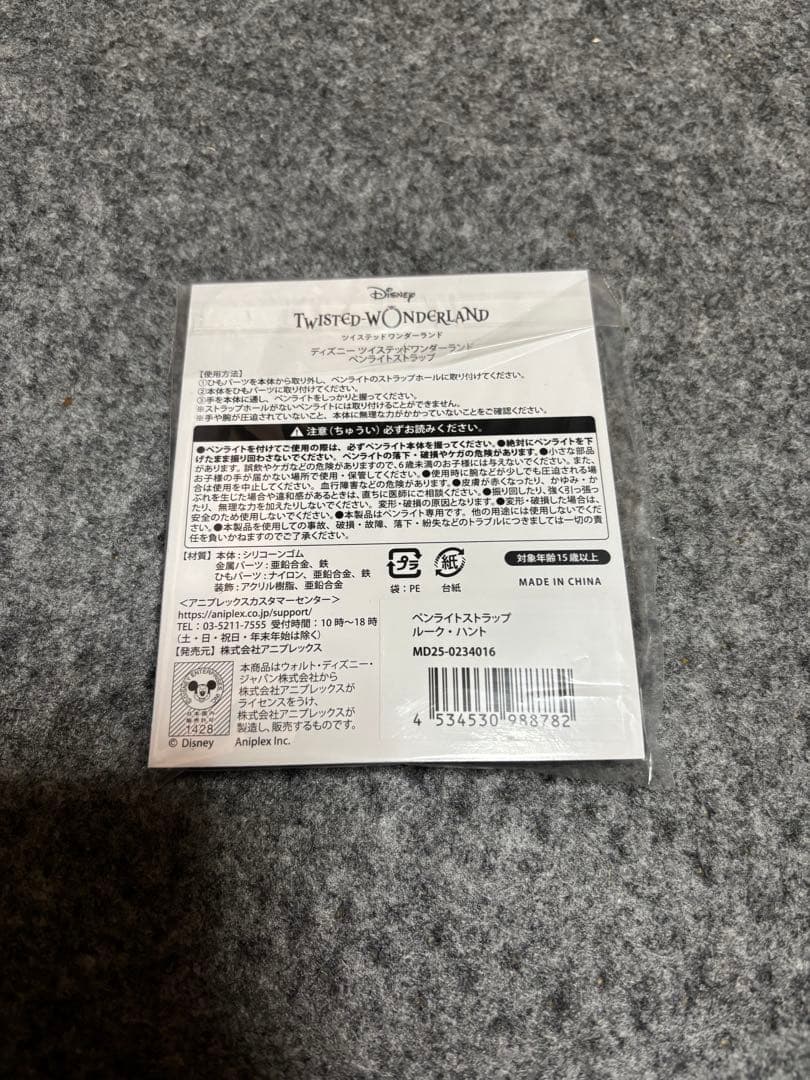 Disney
TWISTED-WONDERLAND
ツイステッドワンダーランド
ディズニー ツイステッドワンダーランド
ペンライトストラップ
【使用方法】
①ひもパーツを本体から取り外し、ペンライトのストラップホールに取り付けてください。
②本体をひもパーツに取り付けてください。
③手を本体に通し、ペンライトをしっかりと握ってください。
※ストラップホールがないペンライトには取り付けることができません。
※手や腕が圧迫されていないこと、本体に無理な力がかかっていないことをご確認ください。
注意(ちゅうい)必ずお読みください。
●ペンライトを付けてご使用の際は、必ずペンライト本体を握ってください。●絶対にペンライトを下
げたまま振り回わさないでください。ペンライトの落下・破損やケガの危険があります。●小さな部品
があります。誤飲やケガなどの危険がありますので、6歳未満のお子様には与えないでください。また、
お子様の手が届かない場所で使用・保管してください。●使用時に腕などが少しでも圧迫される場
合は使用を中止してください。血行障害などの危険があります。●皮膚が赤くなったり、かゆみ・か
ぶれを生じた場合や違和感があるときは、直ちに医師にご相談ください。●振り回したり、強く引っ張っ
たり、無理な力を加えたりしないでください。変形・破損の原因となります。●変形・破損した場合は、
安全のため使用しないでください。●本製品はペンライト専用です。他の用途には使用しないでく
ださい。●本製品を使用しての事故、破損・故障、落下・紛失などのトラブルにつきましては一切の責
任を負いかねますのでご了承ください。
【材質】本体:シリコーンゴム
金属パーツ:亜鉛合金、鉄
ひもパーツ:ナイロン、亜鉛合金、鉄
装飾:アクリル樹脂、亜鉛合金
プラ
袋:PE
紙
台紙
対象年齢15歳以上
MADE IN CHINA
<アニプレックスカスタマーセンター>
https://aniplex.co.jp/support/
TEL:03-5211-7555 受付時間:10時~18時
(土・日・祝日・年末年始は除く)
【発売元】株式会社アニプレックス
1428
本商品はウォルト・ディズニー・
ジャパン株式会社から
株式会社アニプレックスが
ライセンスをうけ、
株式会社アニプレックスが
製造し、販売するものです。
© Disney Aniplex Inc.
ペンライトストラップ
ルーク・ハント
MD25-0234016
4 534530 988782